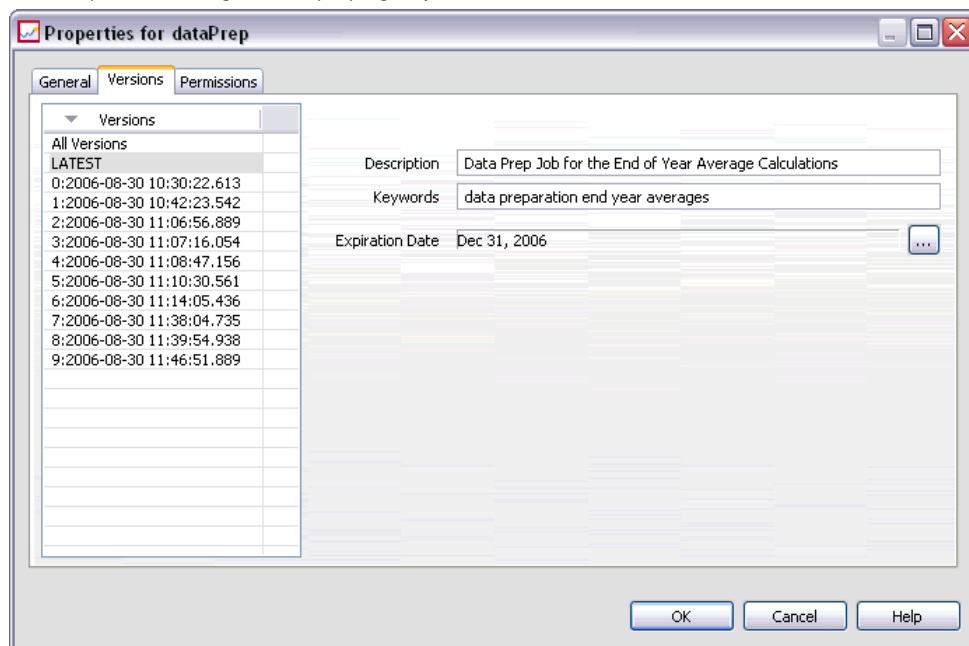 Properties for dataPrep
General Versions Permissions
Versions
All Versions
LATEST
0:2006-08-30 10:30:22.613
1:2006-08-30 10:42:23.542
2:2006-08-30 11:06:56.889
3:2006-08-30 11:07:16.054
4:2006-08-30 11:08:47.156
5:2006-08-30 11:10:30.561
6:2006-08-30 11:14:05.436
7:2006-08-30 11:38:04.735
8:2006-08-30 11:39:54.938
9:2006-08-30 11:46:51.889
Description Data Prep Job for the End of Year Average Calculations
Keywords data preparation end year averages
Expiration Date Dec 31, 2006 ...
OK Cancel Help